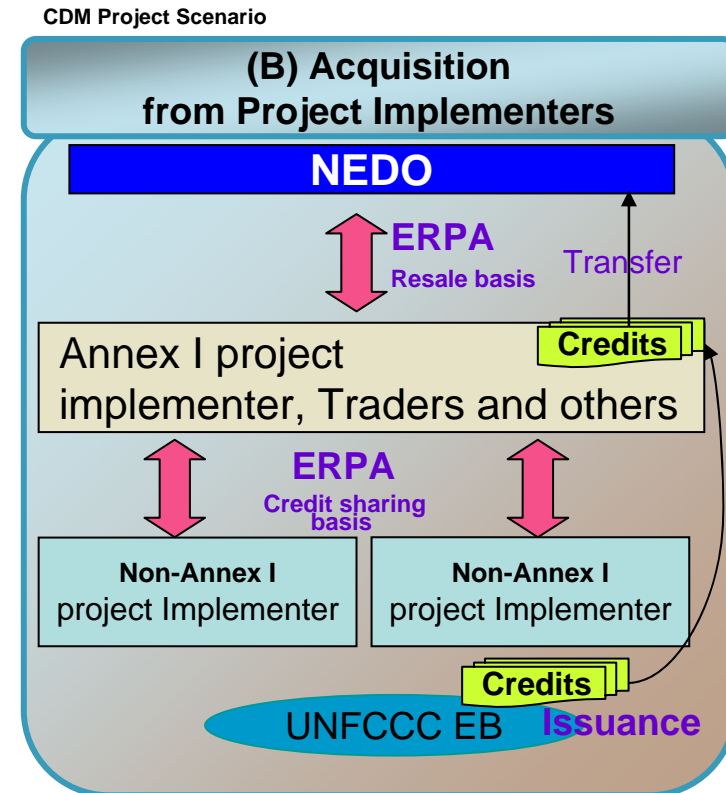 CDM Project Scenario
(B) Acquisition
from Project Implementers
NEDO
ERPA
Resale basis
Transfer
Credits
Annex I project
implementer, Traders and others
ERPA
Credit sharing
basis
Non-Annex I
project Implementer
Non-Annex I
project Implementer
Credits
UNFCCC EB
Issuance